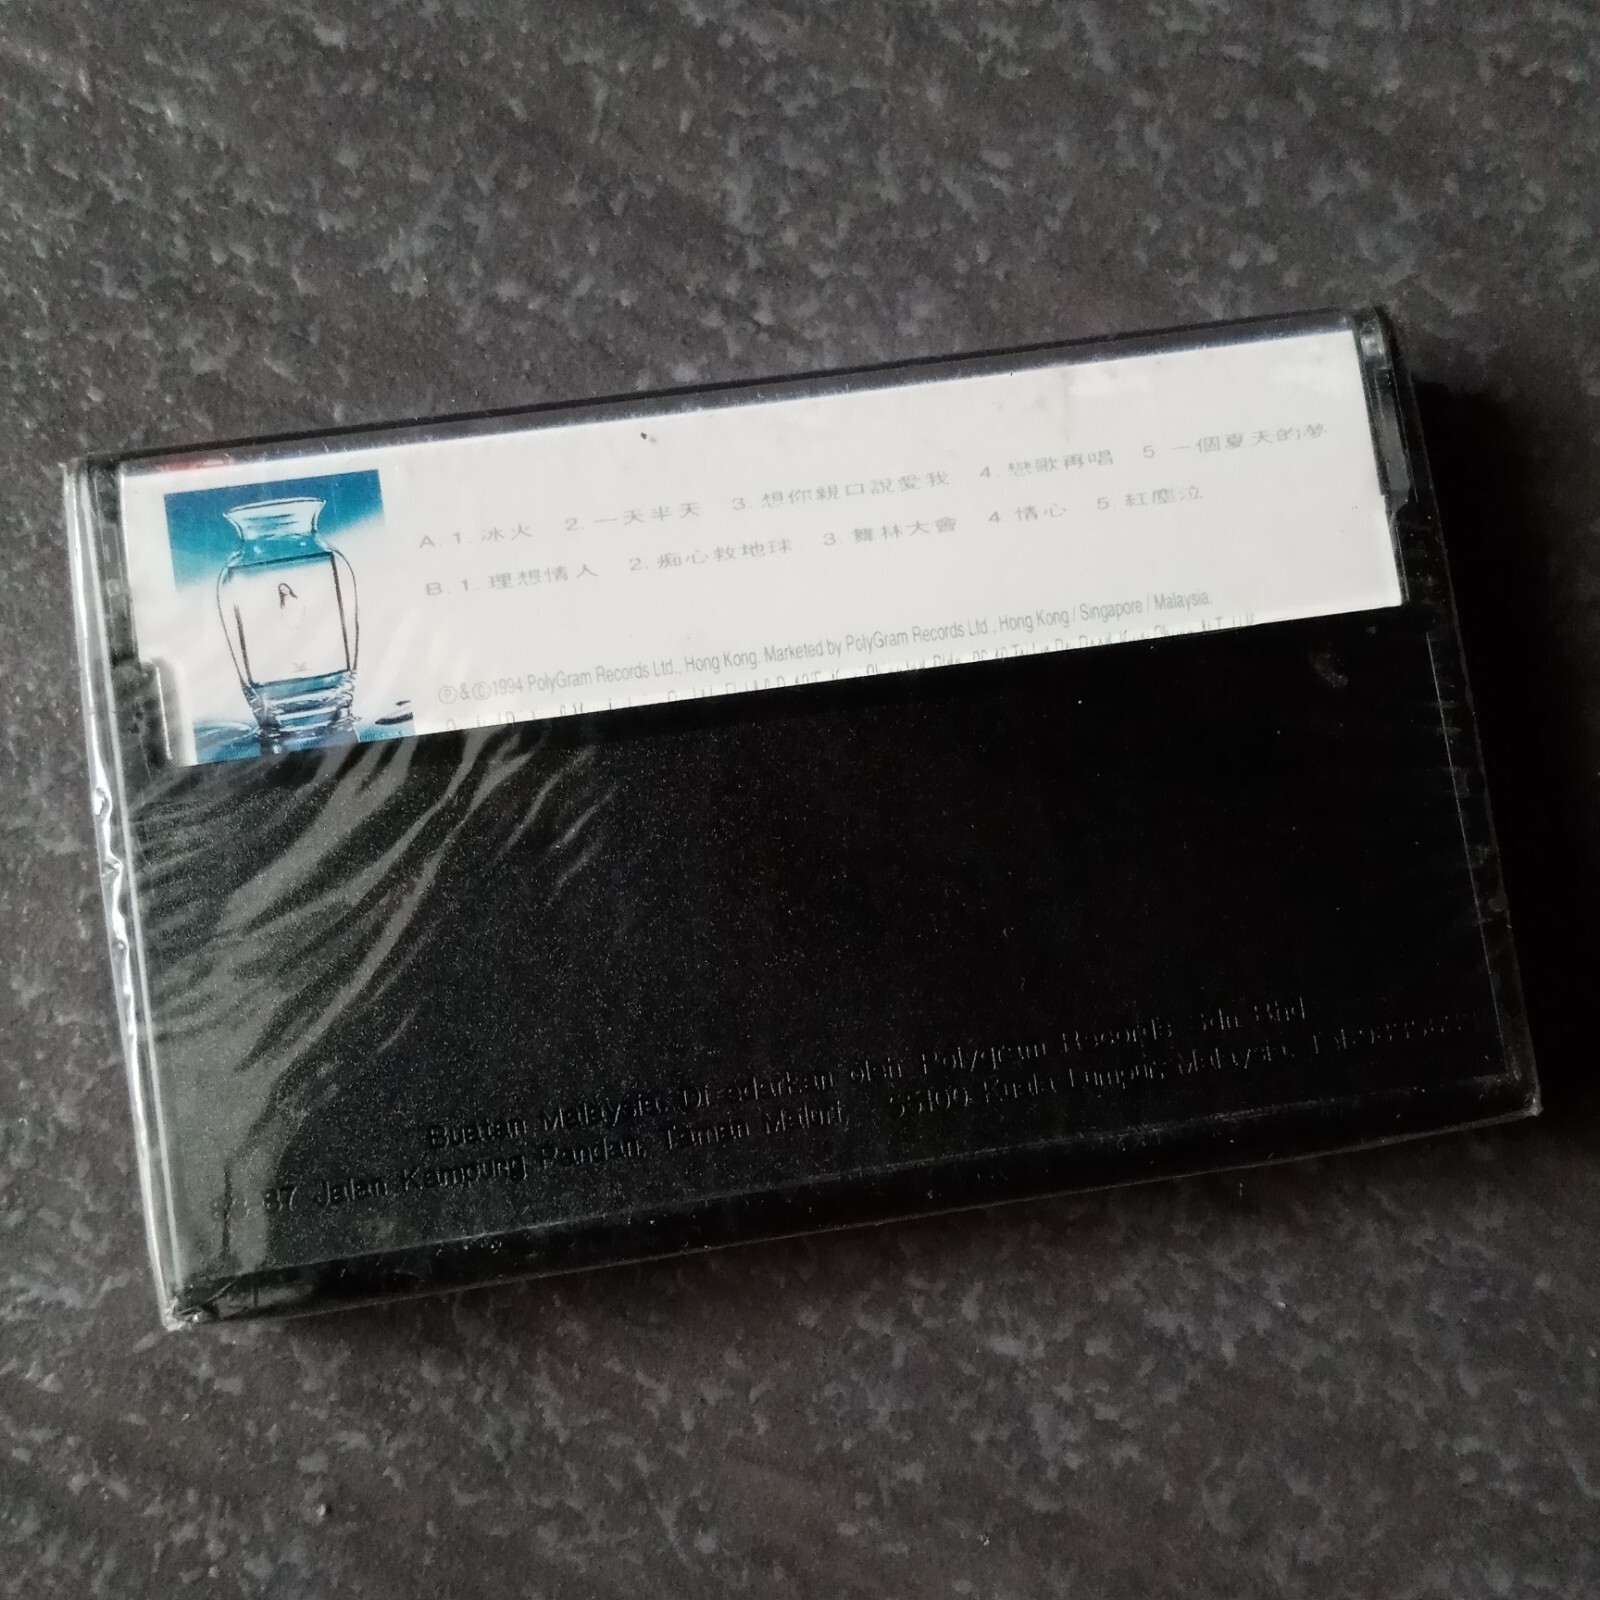 A. 1. 冰火 2. 一天半天 3. 想你親口說愛我 4. 戀歌再唱 5 一個夏天的夢
B. 1. 理想情人 2. 痴心救地球 3. 舞林大會 4. 情心 5 紅塵泣
Ⓟ&Ⓒ1994 PolyGram Records Ltd., Hong Kong. Marketed by PolyGram Records Ltd., Hong Kong / Singapore / Malaysia.
Buatan Malaysia. Di edarkan oleh Polygram Records Sdn Bhd
87 Jalan Kampung Pandan, Taman Maluri, 55100 Kuala Lumpur, Malaysia.